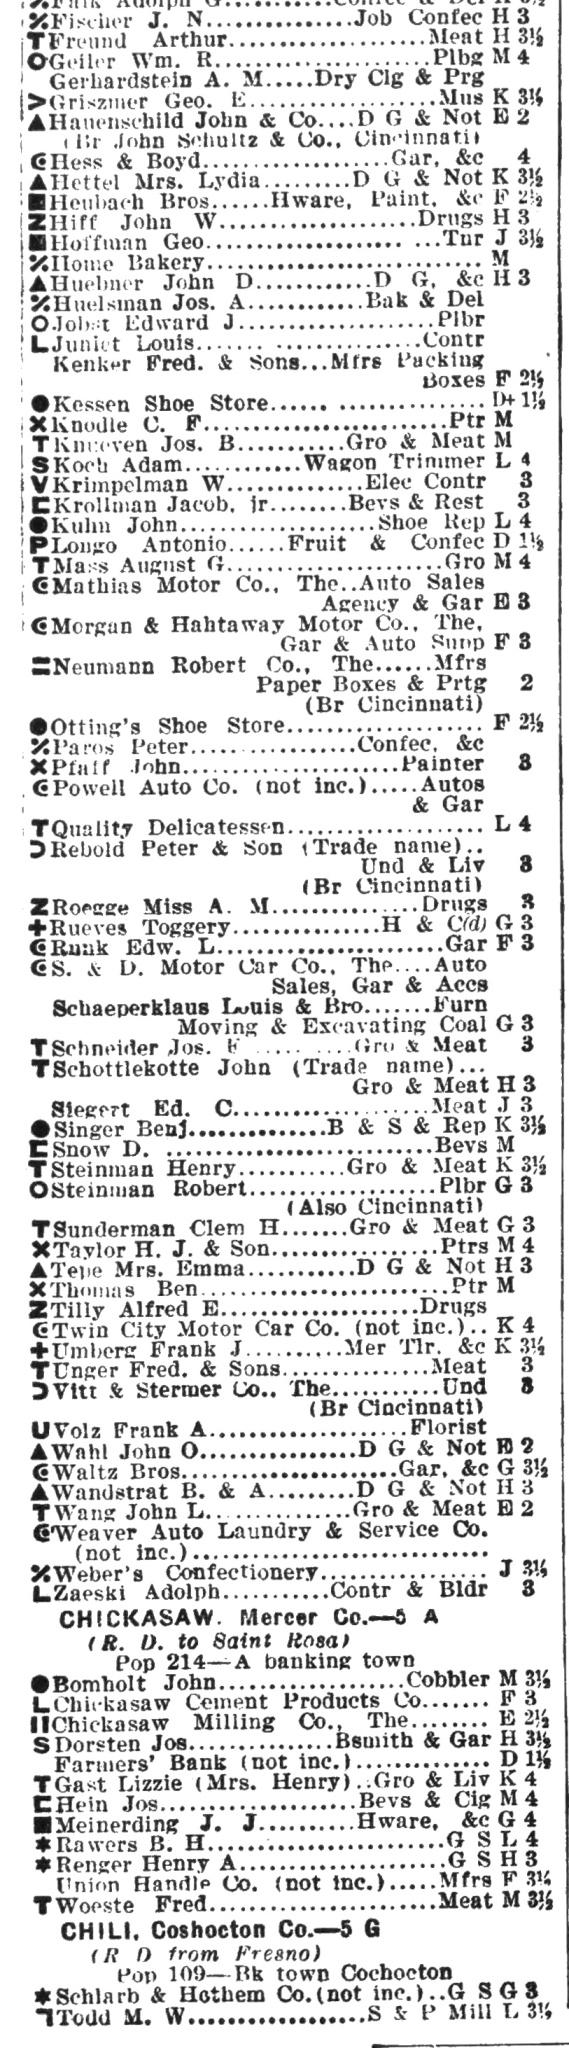 %Fischer J. N..............Job Confec H 3
TFreund Arthur....................Meat H 3½
OGeiler Wm. R.....................Plbg M 4
Gerhardstein A. M.....Dry Clg & Prg
>Griszmer Geo. E...................Mus K 3½
▲Hauenschild John & Co....D G & Not E 2
(Br John Schultz & Co., Cincinnati)
ϾHess & Boyd..................Gar, &c 4
▲Hettel Mrs. Lydia.........D G & Not K 3½
■Heubach Bros......Hware, Paint, &c F 2½
ZHiff John W....................Drugs H 3
■Hoffman Geo........................Tur J 3½
%Home Bakery............................ M
▲Huebner John D............D G, &c H 3
%Huelsman Jos. A............Bak & Del
OJobst Edward J....................Plbr
LJuniet Louis.......................Contr
Kenker Fred. & Sons...Mfrs Packing
Boxes F 2½
●Kessen Shoe Store...................... D+ 1½
XKnodle C. F........................Ptr M
TKnueven Jos. B...........Gro & Meat M
SKoch Adam............Wagon Trimmer L 4
VKrimpelman W..............Elec Contr 3
⊏Krollman Jacob, jr........Bevs & Rest 3
●Kuhn John...................Shoe Rep L 4
PLongo Antonio......Fruit & Confec D 1½
TMass August G......................Gro M 4
ϾMathias Motor Co., The..Auto Sales
Agency & Gar E 3
ϾMorgan & Hahtaway Motor Co., The,
Gar & Auto Supp F 3
=Neumann Robert Co., The......Mfrs
Paper Boxes & Prtg 2
(Br Cincinnati)
●Otting's Shoe Store................... F 2½
%Paros Peter................Confec, &c
XPfaff John.....................Painter 3
ϾPowell Auto Co. (not inc.).....Autos
& Gar
TQuality Delicatessen................... L 4
ϽRebold Peter & Son (Trade name)..
Und & Liv 3
(Br Cincinnati)
ZRoegge Miss A. M..............Drugs 3
+Rueves Toggery...............H & C(d) G 3
ϾRunk Edw. L......................Gar F 3
ϾS. & D. Motor Car Co., The....Auto
Sales, Gar & Accs
Schaeperklaus Louis & Bro.......Furn
Moving & Excavating Coal G 3
TSchneider Jos. F ..........Gro & Meat 3
TSchottlekotte John (Trade name)...
Gro & Meat H 3
Siegert Ed. C...................Meat J 3
●Singer Benj..............B & S & Rep K 3½
⊏Snow D. ..........................Bevs M
TSteinman Henry..........Gro & Meat K 3½
OSteinman Robert..................Plbr G 3
(Also Cincinnati)
TSunderman Clem H.......Gro & Meat G 3
XTaylor H. J. & Son................Ptrs M 4
▲Tepe Mrs. Emma...........D G & Not H 3
XThomas Ben........................Ptr M
ZTilly Alfred E...................Drugs
ϾTwin City Motor Car Co. (not inc.).. K 4
+Umberg Frank J..........Mer Tlr. &c K 3½
TUnger Fred. & Sons..............Meat 3
ϽVitt & Stermer Co., The...........Und 3
(Br Cincinnati)
UVolz Frank A...................Florist
▲Wahl John O...............D G & Not E 2
ϾWaltz Bros.....................Gar, &c G 3½
▲Wandstrat B. & A.........D G & Not H 3
TWang John L..............Gro & Meat E 2
ϾWeaver Auto Laundry & Service Co.
(not inc.).............................
%Weber's Confectionery................. J 3½
LZaeski Adolph...........Contr & Bldr 3
CHICKASAW. Mercer Co.—5 A
(R. D. to Saint Rosa)
Pop 214—A banking town
●Bomholt John...................Cobbler M 3½
LChickasaw Cement Products Co....... F 3
IIChickasaw Milling Co., The........ E 2½
SDorsten Jos...............Bsmith & Gar H 3½
Farmers' Bank (not inc.).............. D 1½
TGast Lizzie (Mrs. Henry)..Gro & Liv K 4
⊏Hein Jos...................Bevs & Cig M 4
■Meinerding J. J..........Hware, &c G 4
✶Rawers B. H.......................G S L 4
✶Renger Henry A....................G S H 3
Union Handle Co. (not inc.).....Mfrs F 3¼
TWoeste Fred.......................Meat M 3½
CHILI, Coshocton Co.—5 G
(R D from Fresno)
Pop 109—Bk town Cochocton
✶Schlarb & Hothem Co.(not inc.)..G S G 3
ꓶTodd M. W..................S & P Mill L 3½